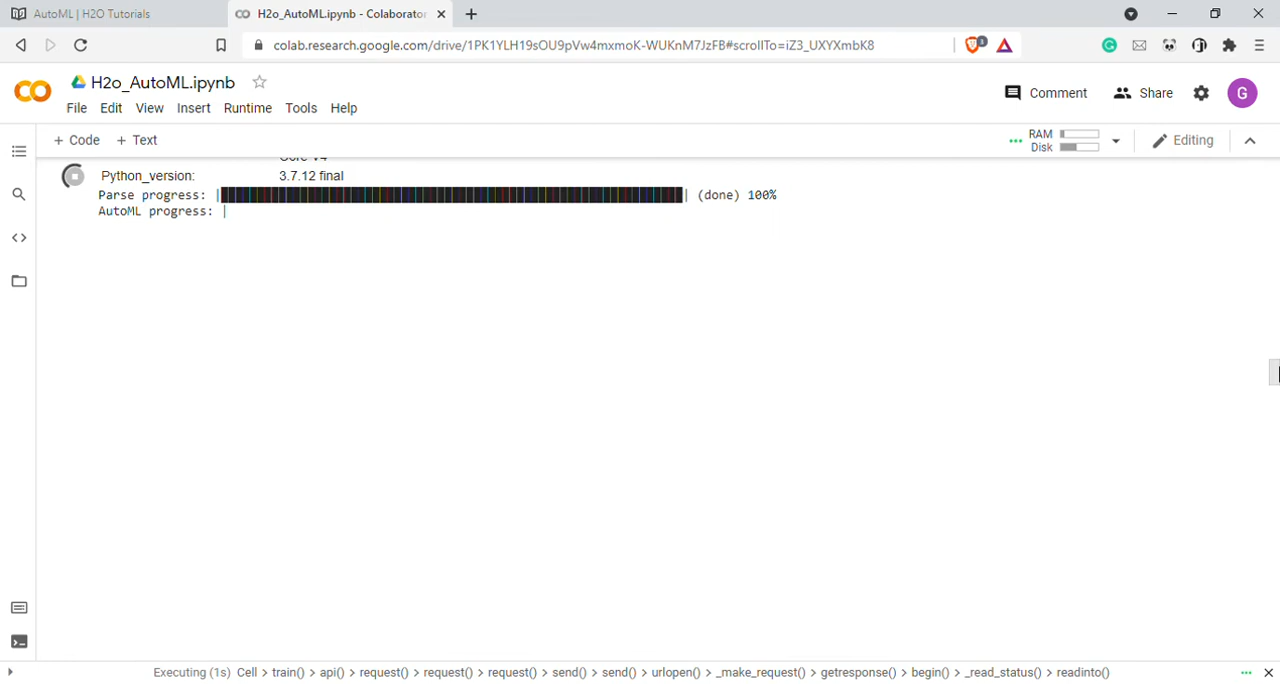 AutoML | H2O Tutorials
H2o_AutoML.ipynb - Colaborator
colab.research.google.com/drive/1PK1YLH19sOU9pVw4mxmoK-WUKnM7JzFB#scrollTo=iZ3_UXYXmbK8
H2o_AutoML.ipynb
Comment
Share
G
File Edit View Insert Runtime Tools Help
+ Code + Text
RAM
Disk
Editing
Core V4
Python_version: 3.7.12 final
Parse progress: | | (done) 100%
AutoML progress: |
Executing (1s) Cell > train() > api() > request() > request() > request() > send() > send() > urlopen() > _make_request() > getresponse() > begin() > _read_status() > readinto()